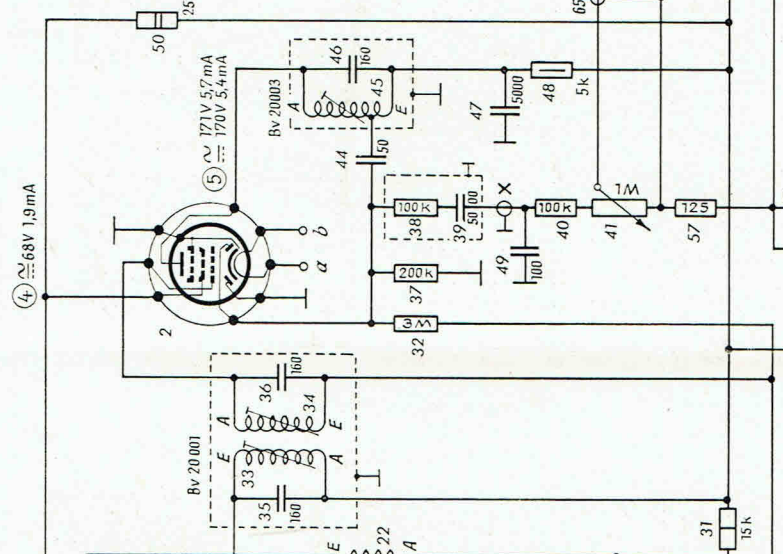 50
25
④ ≂ 68V 1,9mA
⑤ ~ 171V 5,7mA
⎓ 170V 5,4mA
Bv 20003
A
E
46
160
45
44
50
47
5000
48
5k
65
38
100k
39
50
100
X
49
100
40
100k
41
1M
57
125
37
200k
32
3M
a
b
2
Bv 20001
A
E
36
160
34
E
A
33
35
160
E
22
A
31
15k